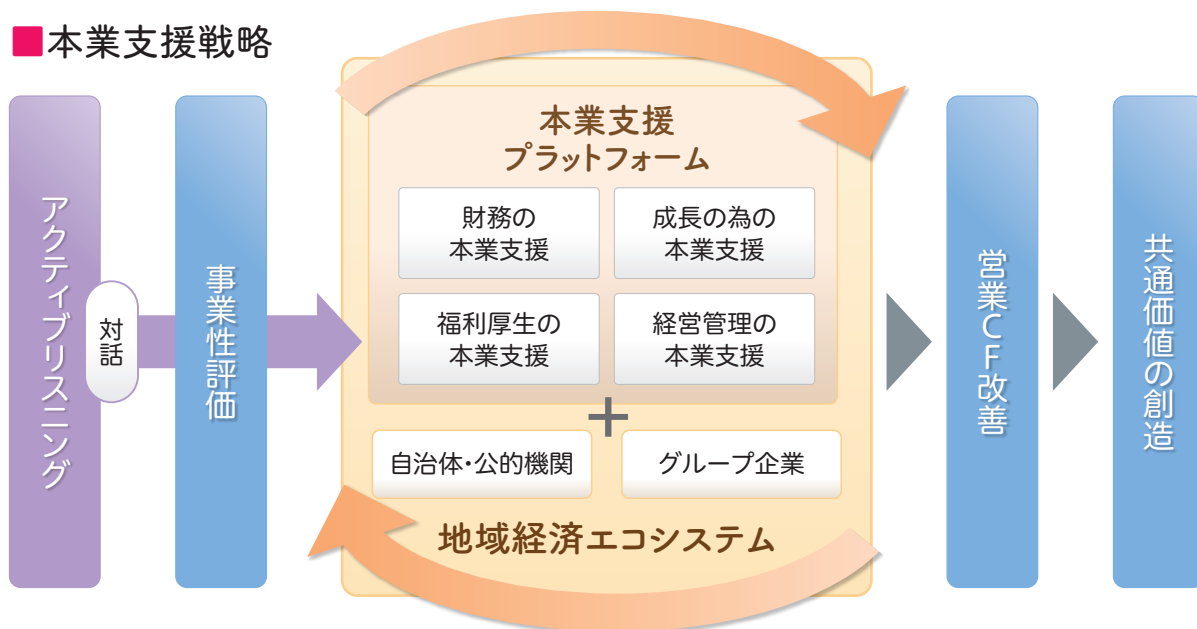 ■本業支援戦略
アクティブリスニング
対話
事業性評価
本業支援
プラットフォーム
財務の
本業支援
成長の為の
本業支援
福利厚生の
本業支援
経営管理の
本業支援
+
自治体・公的機関
グループ企業
地域経済エコシステム
営業CF改善
共通価値の創造